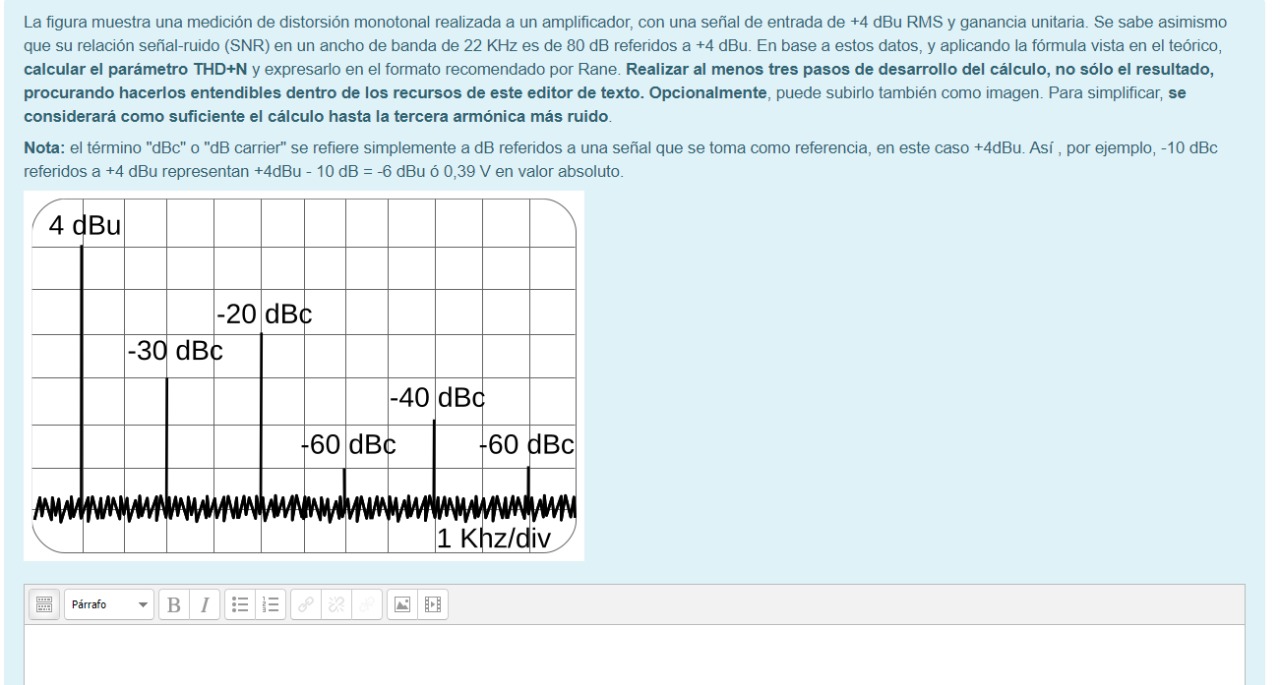 La figura muestra una medición de distorsión monotonal realizada a un amplificador, con una señal de entrada de +4 dBu RMS y ganancia unitaria. Se sabe asimismo
que su relación señal-ruido (SNR) en un ancho de banda de 22 KHz es de 80 dB referidos a +4 dBu. En base a estos datos, y aplicando la fórmula vista en el teórico,
calcular el parámetro THD+N y expresarlo en el formato recomendado por Rane. Realizar al menos tres pasos de desarrollo del cálculo, no sólo el resultado,
procurando hacerlos entendibles dentro de los recursos de este editor de texto. Opcionalmente, puede subirlo también como imagen. Para simplificar, se
considerará como suficiente el cálculo hasta la tercera armónica más ruido.
Nota: el término "dBc" o "dB carrier" se refiere simplemente a dB referidos a una señal que se toma como referencia, en este caso +4dBu. Así , por ejemplo, -10 dBc
referidos a +4 dBu representan +4dBu - 10 dB = -6 dBu ó 0,39 V en valor absoluto.
4 dBu
-20 dBc
-30 dBc
-40 dBc
-60 dBc
-60 dBc
1 Khz/div
Párrafo
B
I